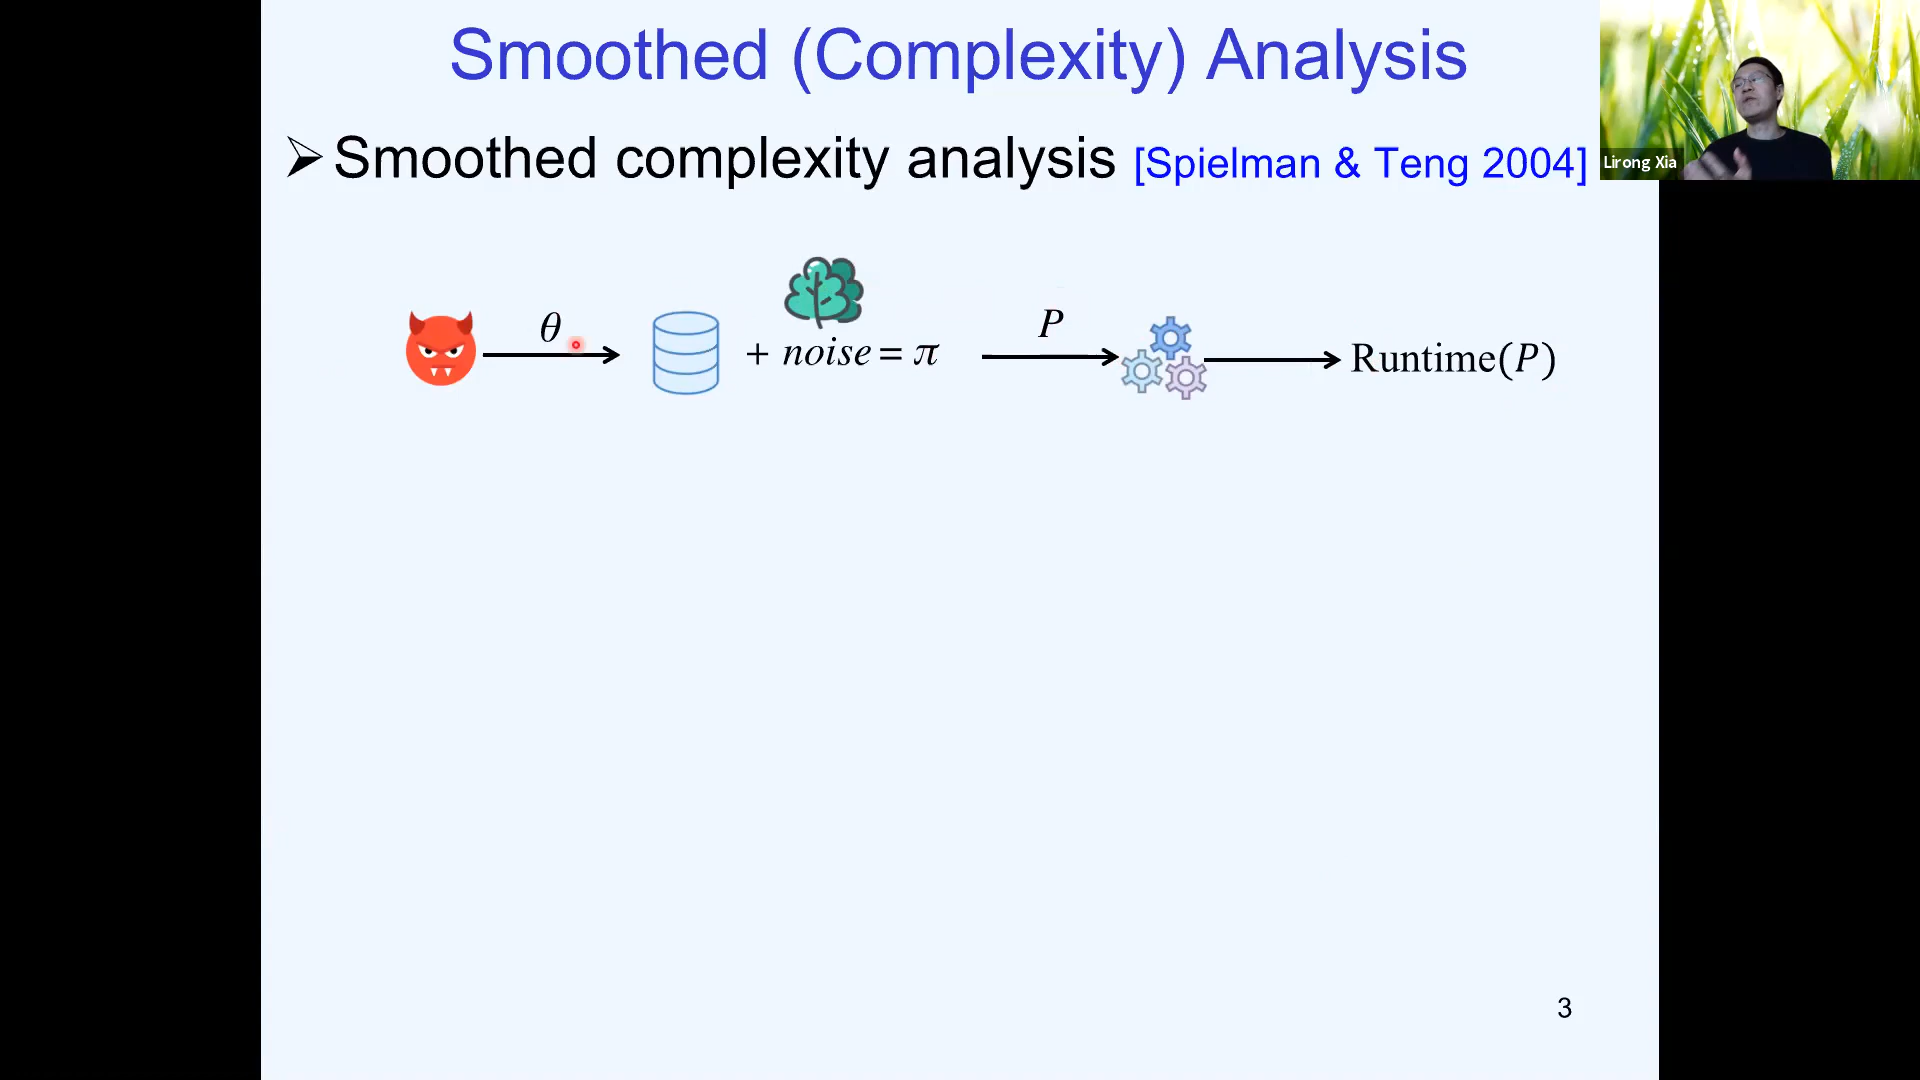 Smoothed (Complexity) Analysis
➢ Smoothed complexity analysis [Spielman & Teng 2004]
Lirong Xia
θ
+ noise = π
P
Runtime(P)
3